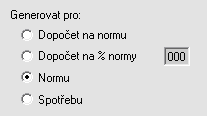 Generovat pro:
Dopočet na normu
Dopočet na % normy 000
Normu
Spotřebu